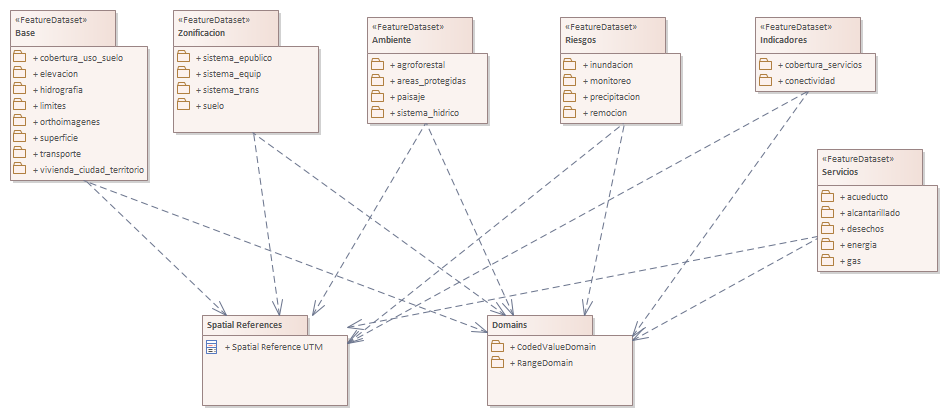 «FeatureDataset»
Base
+ cobertura_uso_suelo
+ elevacion
+ hidrografia
+ limites
+ orthoimagenes
+ superficie
+ transporte
+ vivienda_ciudad_territorio
«FeatureDataset»
Zonificacion
+ sistema_epublico
+ sistema_equip
+ sistema_trans
+ suelo
«FeatureDataset»
Ambiente
+ agroforestal
+ areas_protegidas
+ paisaje
+ sistema_hidrico
«FeatureDataset»
Riesgos
+ inundacion
+ monitoreo
+ precipitacion
+ remocion
«FeatureDataset»
Indicadores
+ cobertura_servicios
+ conectividad
«FeatureDataset»
Servicios
+ acueducto
+ alcantarillado
+ desechos
+ energia
+ gas
Spatial References
+ Spatial Reference UTM
Domains
+ CodedValueDomain
+ RangeDomain